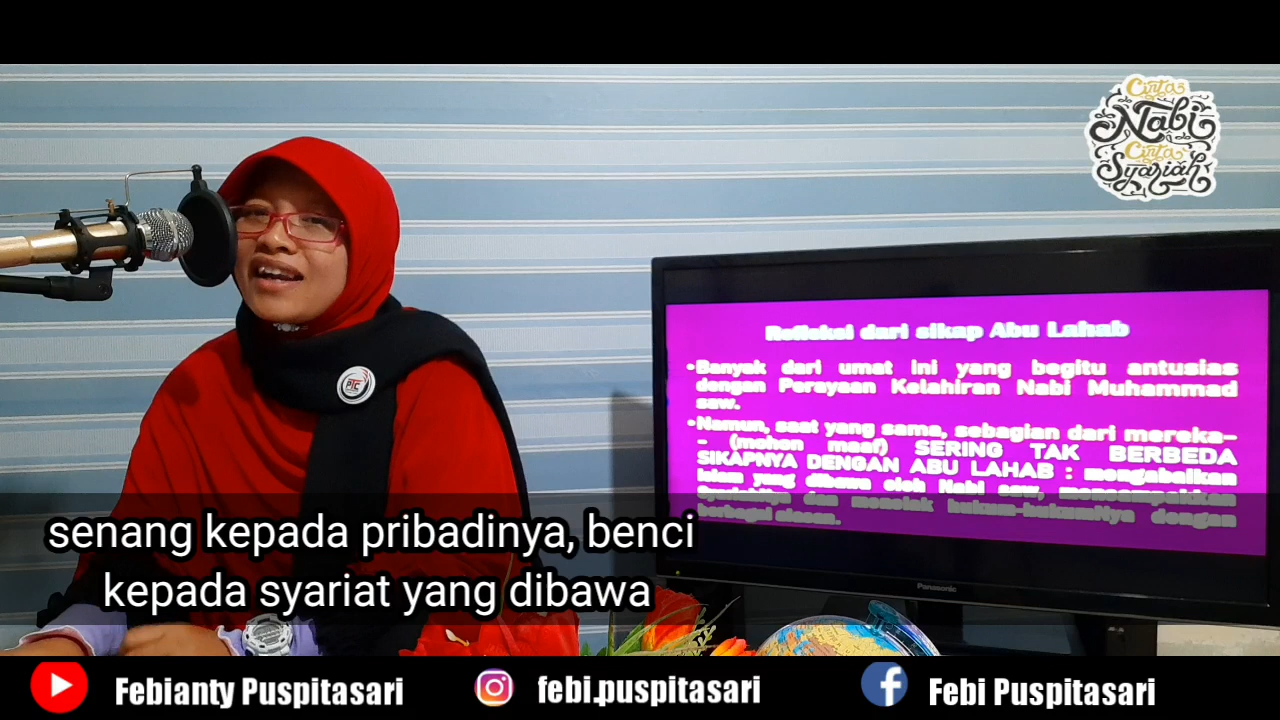 Cinta
Nabi
Cinta
Syariah
PTC
Refleksi dari sikap Abu Lahab
•Banyak dari umat ini yang begitu antusias
dengan Perayaan Kelahiran Nabi Muhammad
saw.
•Namun, saat yang sama, sebagian dari mereka–
– (mohon maaf) SERING TAK BERBEDA
SIKAPNYA DENGAN ABU LAHAB : mengabaikan
Islam yang dibawa oleh Nabi saw, mencampakkan
syariatNya dan menolak hukum-hukumNya dengan
berbagai alasan.
Panasonic
senang kepada pribadinya, benci
kepada syariat yang dibawa
Febianty Puspitasari
febi.puspitasari
Febi Puspitasari